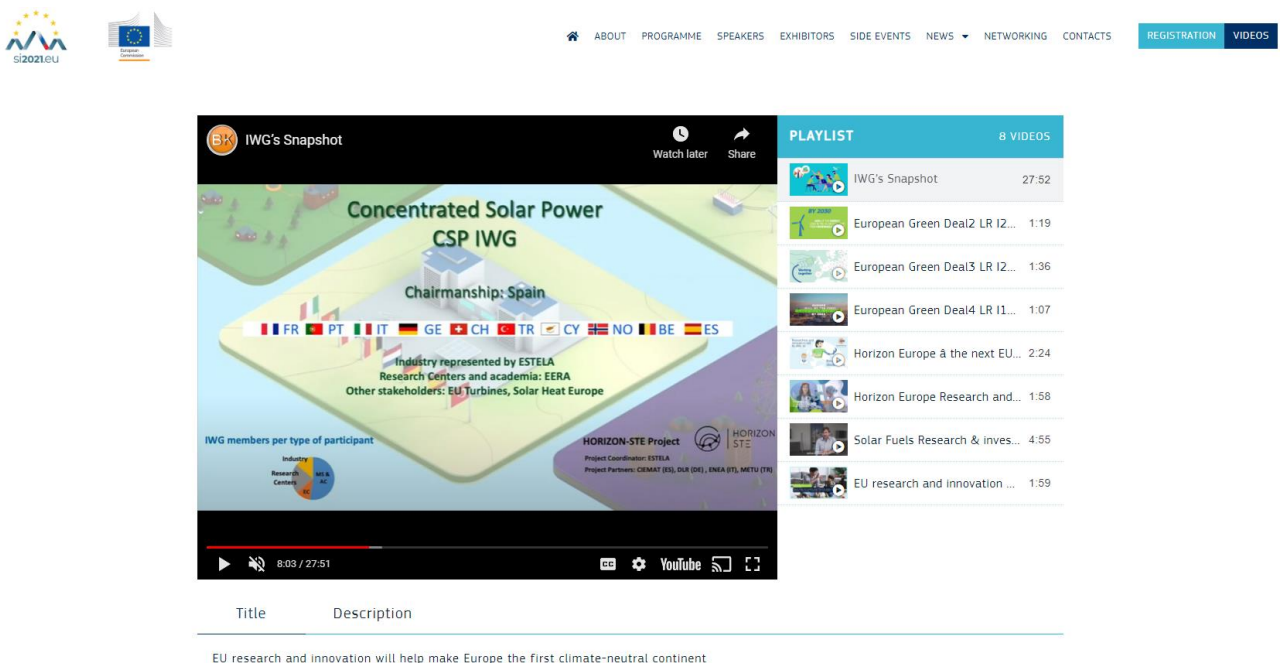 si2021.eu
European
Commission
ABOUT PROGRAMME SPEAKERS EXHIBITORS SIDE EVENTS NEWS NETWORKING CONTACTS REGISTRATION VIDEOS
BK IWG's Snapshot
Watch later Share
Concentrated Solar Power
CSP IWG
Chairmanship: Spain
FR PT IT GE CH TR CY NO BE ES
Industry represented by ESTELA
Research Centers and academia: EERA
Other stakeholders: EU Turbines, Solar Heat Europe
IWG members per type of participant
Industry
Research
Centers
MS &
AC
EC
HORIZON-STE Project
HORIZON
STE
Project Coordinator: ESTELA
Project Partners: CIEMAT (ES), DLR (DE) , ENEA (IT), METU (TR)
8:03 / 27:51
CC YouTube
PLAYLIST 8 VIDEOS
IWG's Snapshot 27:52
BY 2030
European Green Deal2 LR I2... 1:19
Working
together
European Green Deal3 LR I2... 1:36
European Green Deal4 LR I1... 1:07
Horizon Europe â the next EU... 2:24
Horizon Europe Research and... 1:58
Solar Fuels Research & inves... 4:55
EU research and innovation ... 1:59
Title Description
EU research and innovation will help make Europe the first climate-neutral continent